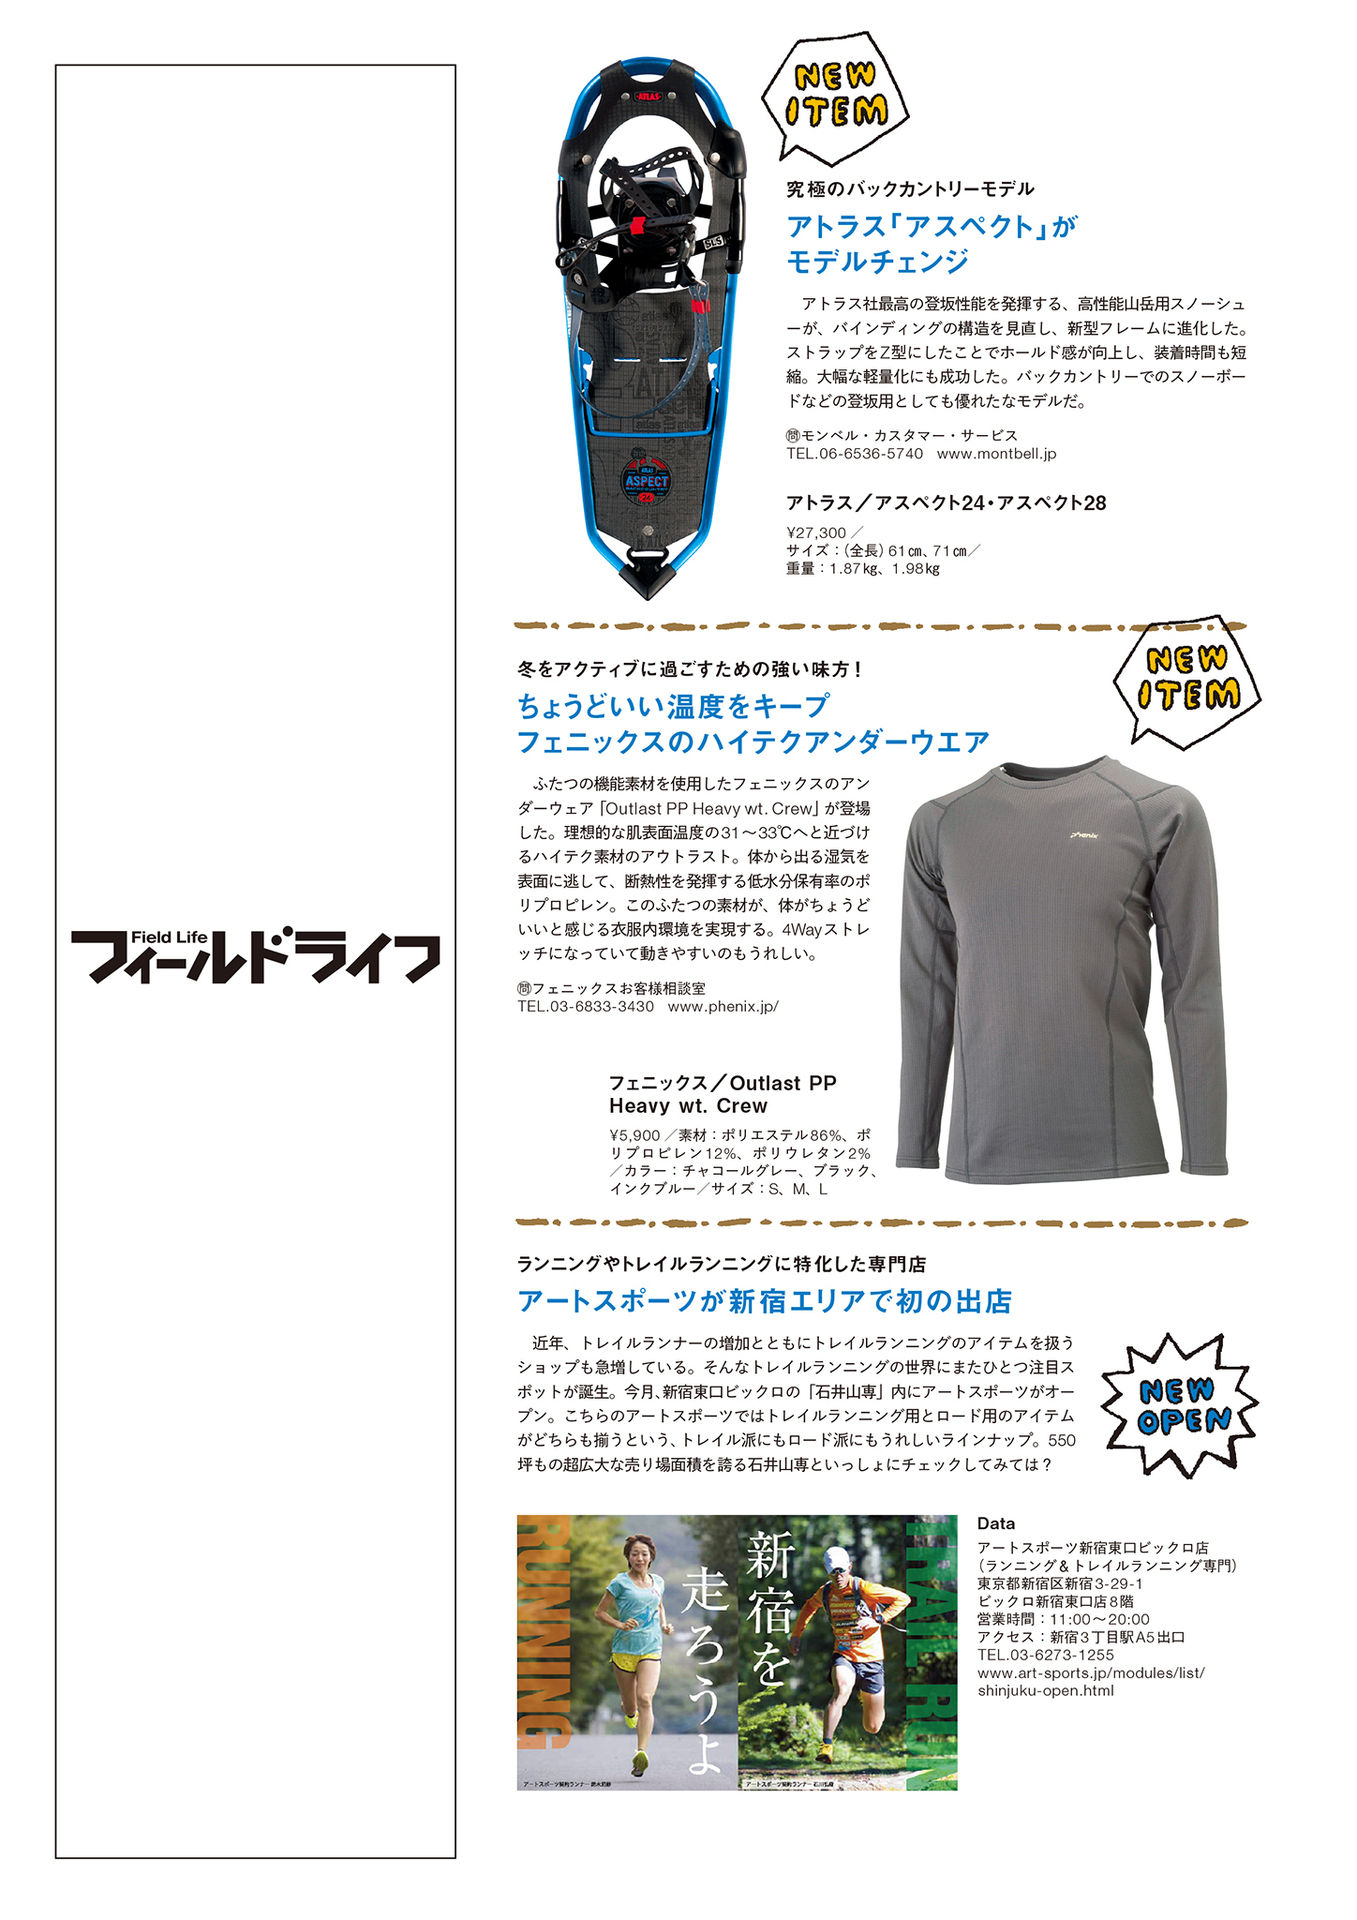 Field Life
フィールドライフ
NEW
ITEM
ATLAS
SLS
SLS
ATLAS
ASPECT
BACKCOUNTRY
24
究極のバックカントリーモデル
アトラス「アスペクト」が
モデルチェンジ
アトラス社最高の登坂性能を発揮する、高性能山岳用スノーシュ
ーが、バインディングの構造を見直し、新型フレームに進化した。
ストラップをZ型にしたことでホールド感が向上し、装着時間も短
縮。大幅な軽量化にも成功した。バックカントリーでのスノーボー
ドなどの登坂用としても優れたなモデルだ。
㉄モンベル・カスタマー・サービス
TEL.06-6536-5740 www.montbell.jp
アトラス／アスペクト24・アスペクト28
¥27,300／
サイズ：（全長）61㎝、71㎝／
重量：1.87㎏、1.98㎏
NEW
ITEM
冬をアクティブに過ごすための強い味方！
ちょうどいい温度をキープ
フェニックスのハイテクアンダーウエア
ふたつの機能素材を使用したフェニックスのアン
ダーウェア「Outlast PP Heavy wt. Crew」が登場
した。理想的な肌表面温度の31～33℃へと近づけ
るハイテク素材のアウトラスト。体から出る湿気を
表面に逃して、断熱性を発揮する低水分保有率のポ
リプロピレン。このふたつの素材が、体がちょうど
いいと感じる衣服内環境を実現する。4Wayストレ
ッチになっていて動きやすいのもうれしい。
㉄フェニックスお客様相談室
TEL.03-6833-3430 www.phenix.jp/
phenix
フェニックス／Outlast PP
Heavy wt. Crew
¥5,900／素材：ポリエステル86%、ポ
リプロピレン12%、ポリウレタン2%
／カラー：チャコールグレー、ブラック、
インクブルー／サイズ：S、M、L
ランニングやトレイルランニングに特化した専門店
アートスポーツが新宿エリアで初の出店
近年、トレイルランナーの増加とともにトレイルランニングのアイテムを扱う
ショップも急増している。そんなトレイルランニングの世界にまたひとつ注目ス
ポットが誕生。今月、新宿東口ビックロの「石井山専」内にアートスポーツがオー
プン。こちらのアートスポーツではトレイルランニング用とロード用のアイテム
がどちらも揃うという、トレイル派にもロード派にもうれしいラインナップ。550
坪もの超広大な売り場面積を誇る石井山専といっしょにチェックしてみては？
NEW
OPEN
RUNNING
新宿を
走ろうよ
TRAIL RUN
Data
アートスポーツ新宿東口ビックロ店
（ランニング＆トレイルランニング専門）
東京都新宿区新宿3-29-1
ビックロ新宿東口店8階
営業時間：11:00～20:00
アクセス：新宿3丁目駅A5出口
TEL.03-6273-1255
www.art-sports.jp/modules/list/
shinjuku-open.html